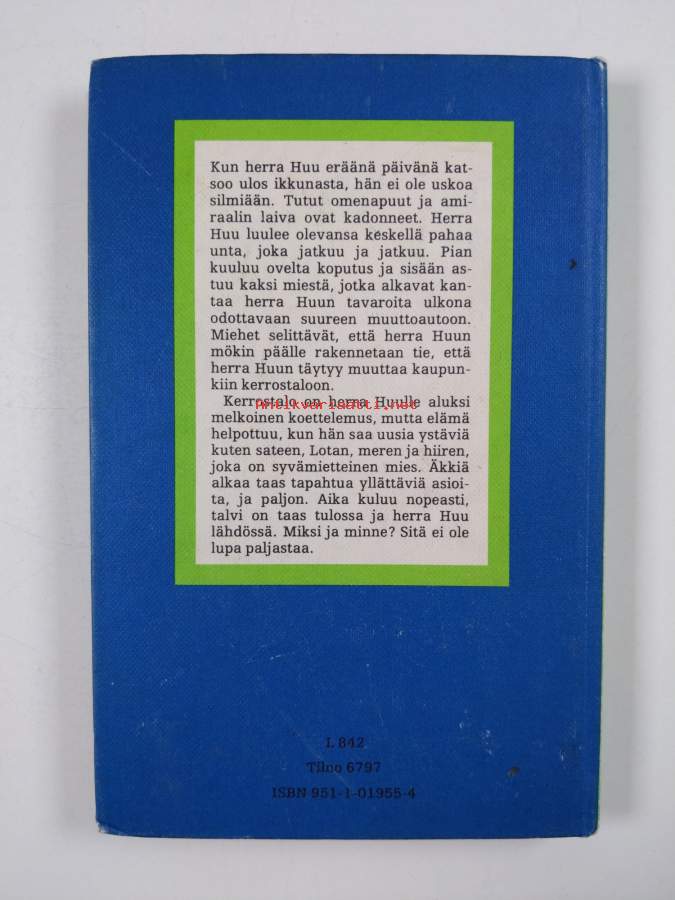 Kun herra Huu eräänä päivänä kat-
soo ulos ikkunasta, hän ei ole uskoa
silmiään. Tutut omenapuut ja ami-
raalin laiva ovat kadonneet. Herra
Huu luulee olevansa keskellä pahaa
unta, joka jatkuu ja jatkuu. Pian
kuuluu ovelta koputus ja sisään as-
tuu kaksi miestä, jotka alkavat kan-
taa herra Huun tavaroita ulkona
odottavaan suureen muuttoautoon.
Miehet selittävät, että herra Huun
mökin päälle rakennetaan tie, että
herra Huun täytyy muuttaa kaupun-
kiin kerrostaloon.
Kerrostalo on herra Huulle aluksi
antikvariaatti.net
melkoinen koettelemus, mutta elämä
helpottuu, kun hän saa uusia ystäviä
kuten sateen, Lotan, meren ja hiiren,
joka on syvämietteinen mies. Äkkiä
alkaa taas tapahtua yllättäviä asioi-
ta, ja paljon. Aika kuluu nopeasti,
talvi on taas tulossa ja herra Huu
lähdössä. Miksi ja minne? Sitä ei ole
lupa paljastaa.
L 842
Tilno 6797
ISBN 951-1-01955-4